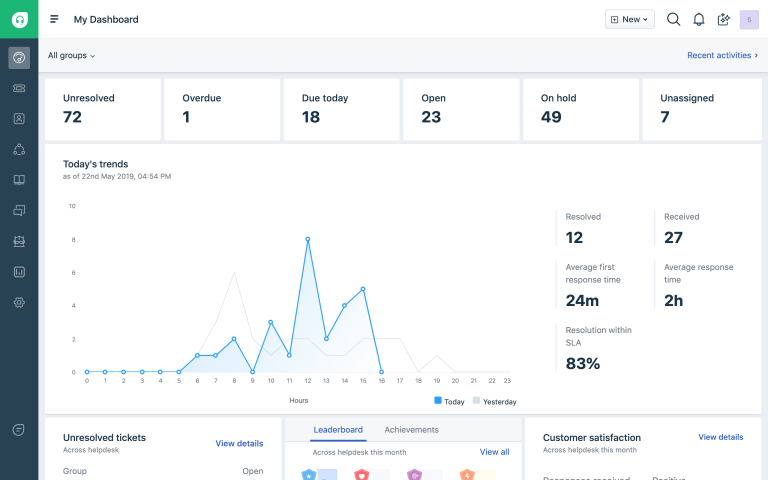 My Dashboard
New
S
All groups
Recent activities
Unresolved
72
Overdue
1
Due today
18
Open
23
On hold
49
Unassigned
7
Today's trends
as of 22nd May 2019, 04:54 PM
10
8
6
4
2
0
0 1 2 3 4 5 6 7 8 9 10 11 12 13 14 15 16 17 18 19 20 21 22 23
Hours
Today
Yesterday
Resolved
12
Received
27
Average first
response time
24m
Average response
time
2h
Resolution within
SLA
83%
Unresolved tickets
Across helpdesk
View details
Group
Open
Leaderboard
Achievements
Across helpdesk this month
View all
Customer satisfaction
Across helpdesk this month
View details
Responses received
Positive